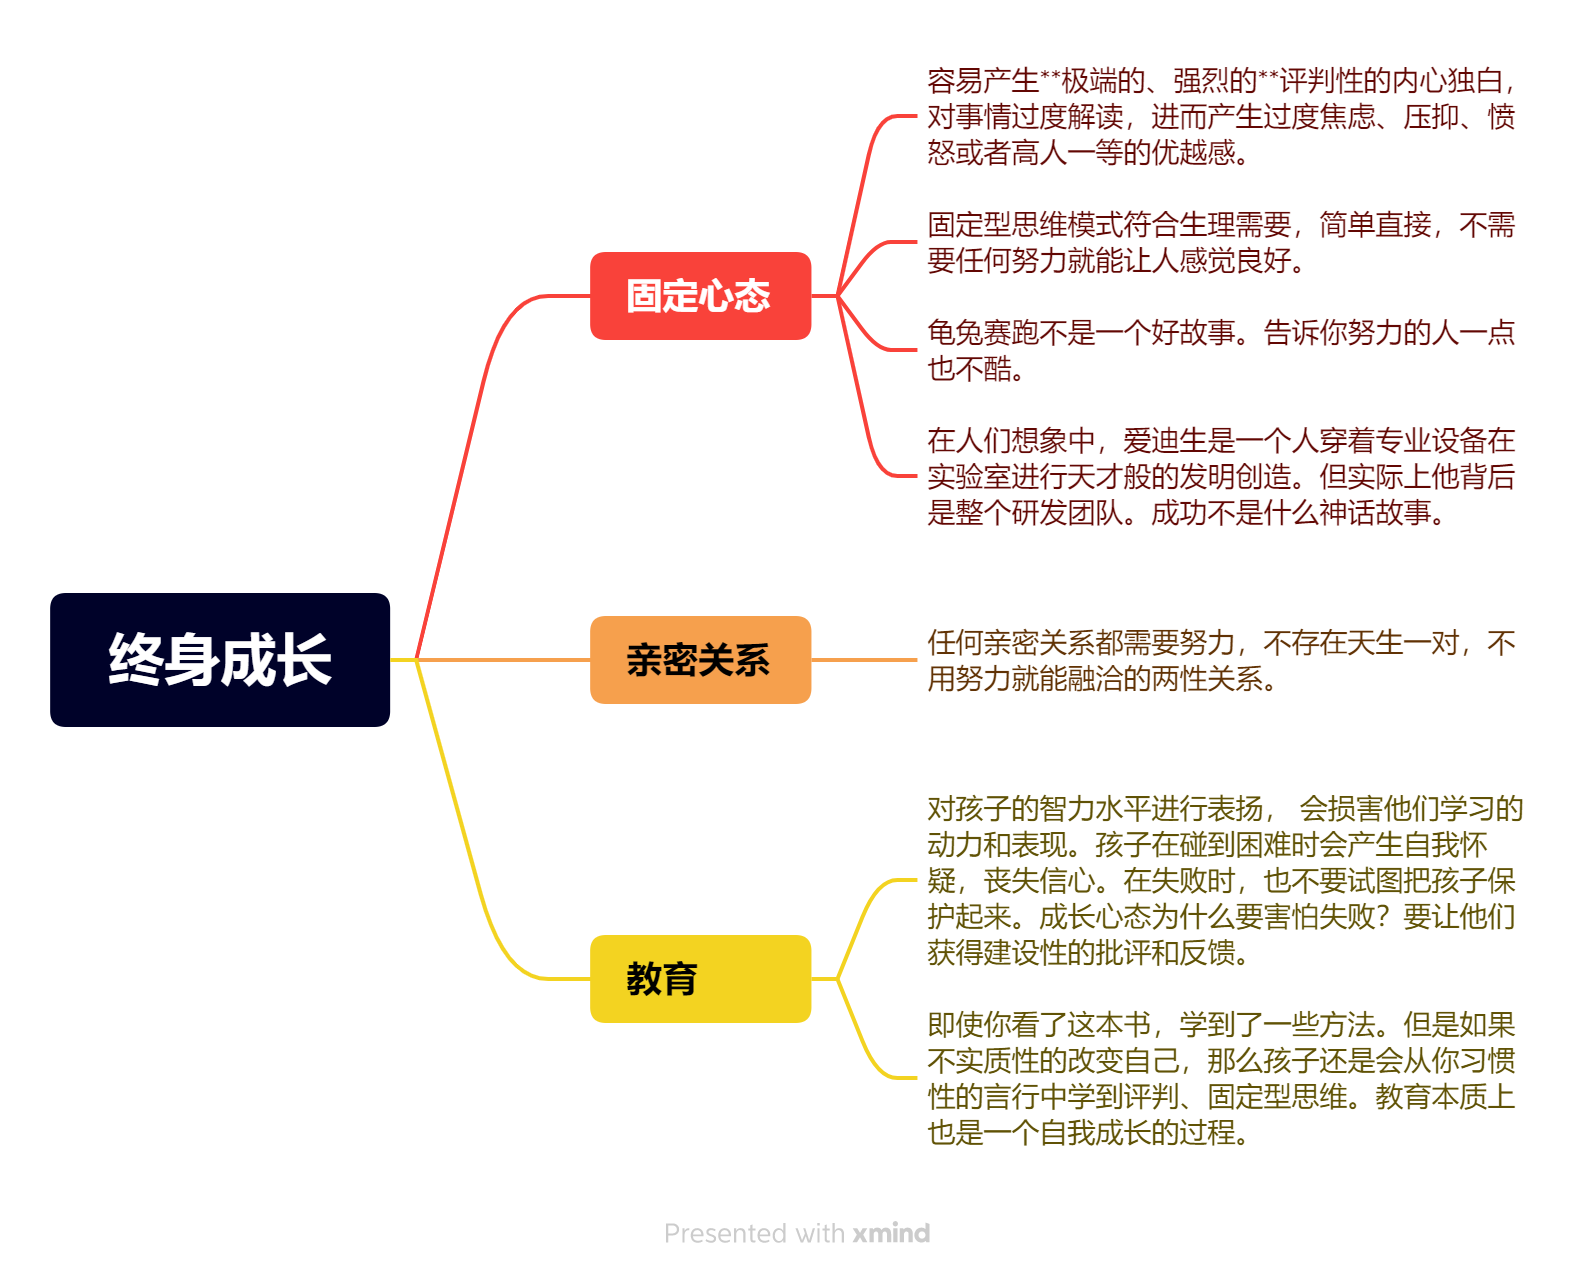 终身成长
固定心态
容易产生**极端的、强烈的**评判性的内心独白，
对事情过度解读，进而产生过度焦虑、压抑、愤
怒或者高人一等的优越感。
固定型思维模式符合生理需要，简单直接，不需
要任何努力就能让人感觉良好。
龟兔赛跑不是一个好故事。告诉你努力的人一点
也不酷。
在人们想象中，爱迪生是一个人穿着专业设备在
实验室进行天才般的发明创造。但实际上他背后
是整个研发团队。成功不是什么神话故事。
亲密关系
任何亲密关系都需要努力，不存在天生一对，不
用努力就能融洽的两性关系。
教育
对孩子的智力水平进行表扬， 会损害他们学习的
动力和表现。孩子在碰到困难时会产生自我怀
疑，丧失信心。在失败时，也不要试图把孩子保
护起来。成长心态为什么要害怕失败？要让他们
获得建设性的批评和反馈。
即使你看了这本书，学到了一些方法。但是如果
不实质性的改变自己，那么孩子还是会从你习惯
性的言行中学到评判、固定型思维。教育本质上
也是一个自我成长的过程。
Presented with xmind